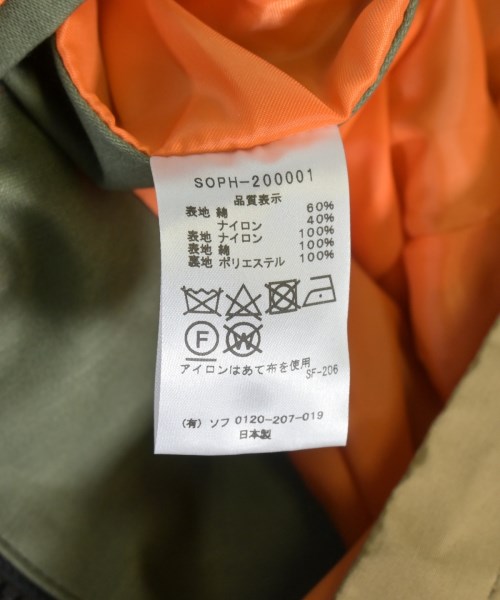 SOPH-200001
品質表示
表地 綿 60%
ナイロン 40%
表地 ナイロン 100%
表地 綿 100%
裏地 ポリエステル 100%
F W
アイロンはあて布を使用
SF-206
(有) ソフ 0120-207-019
日本製